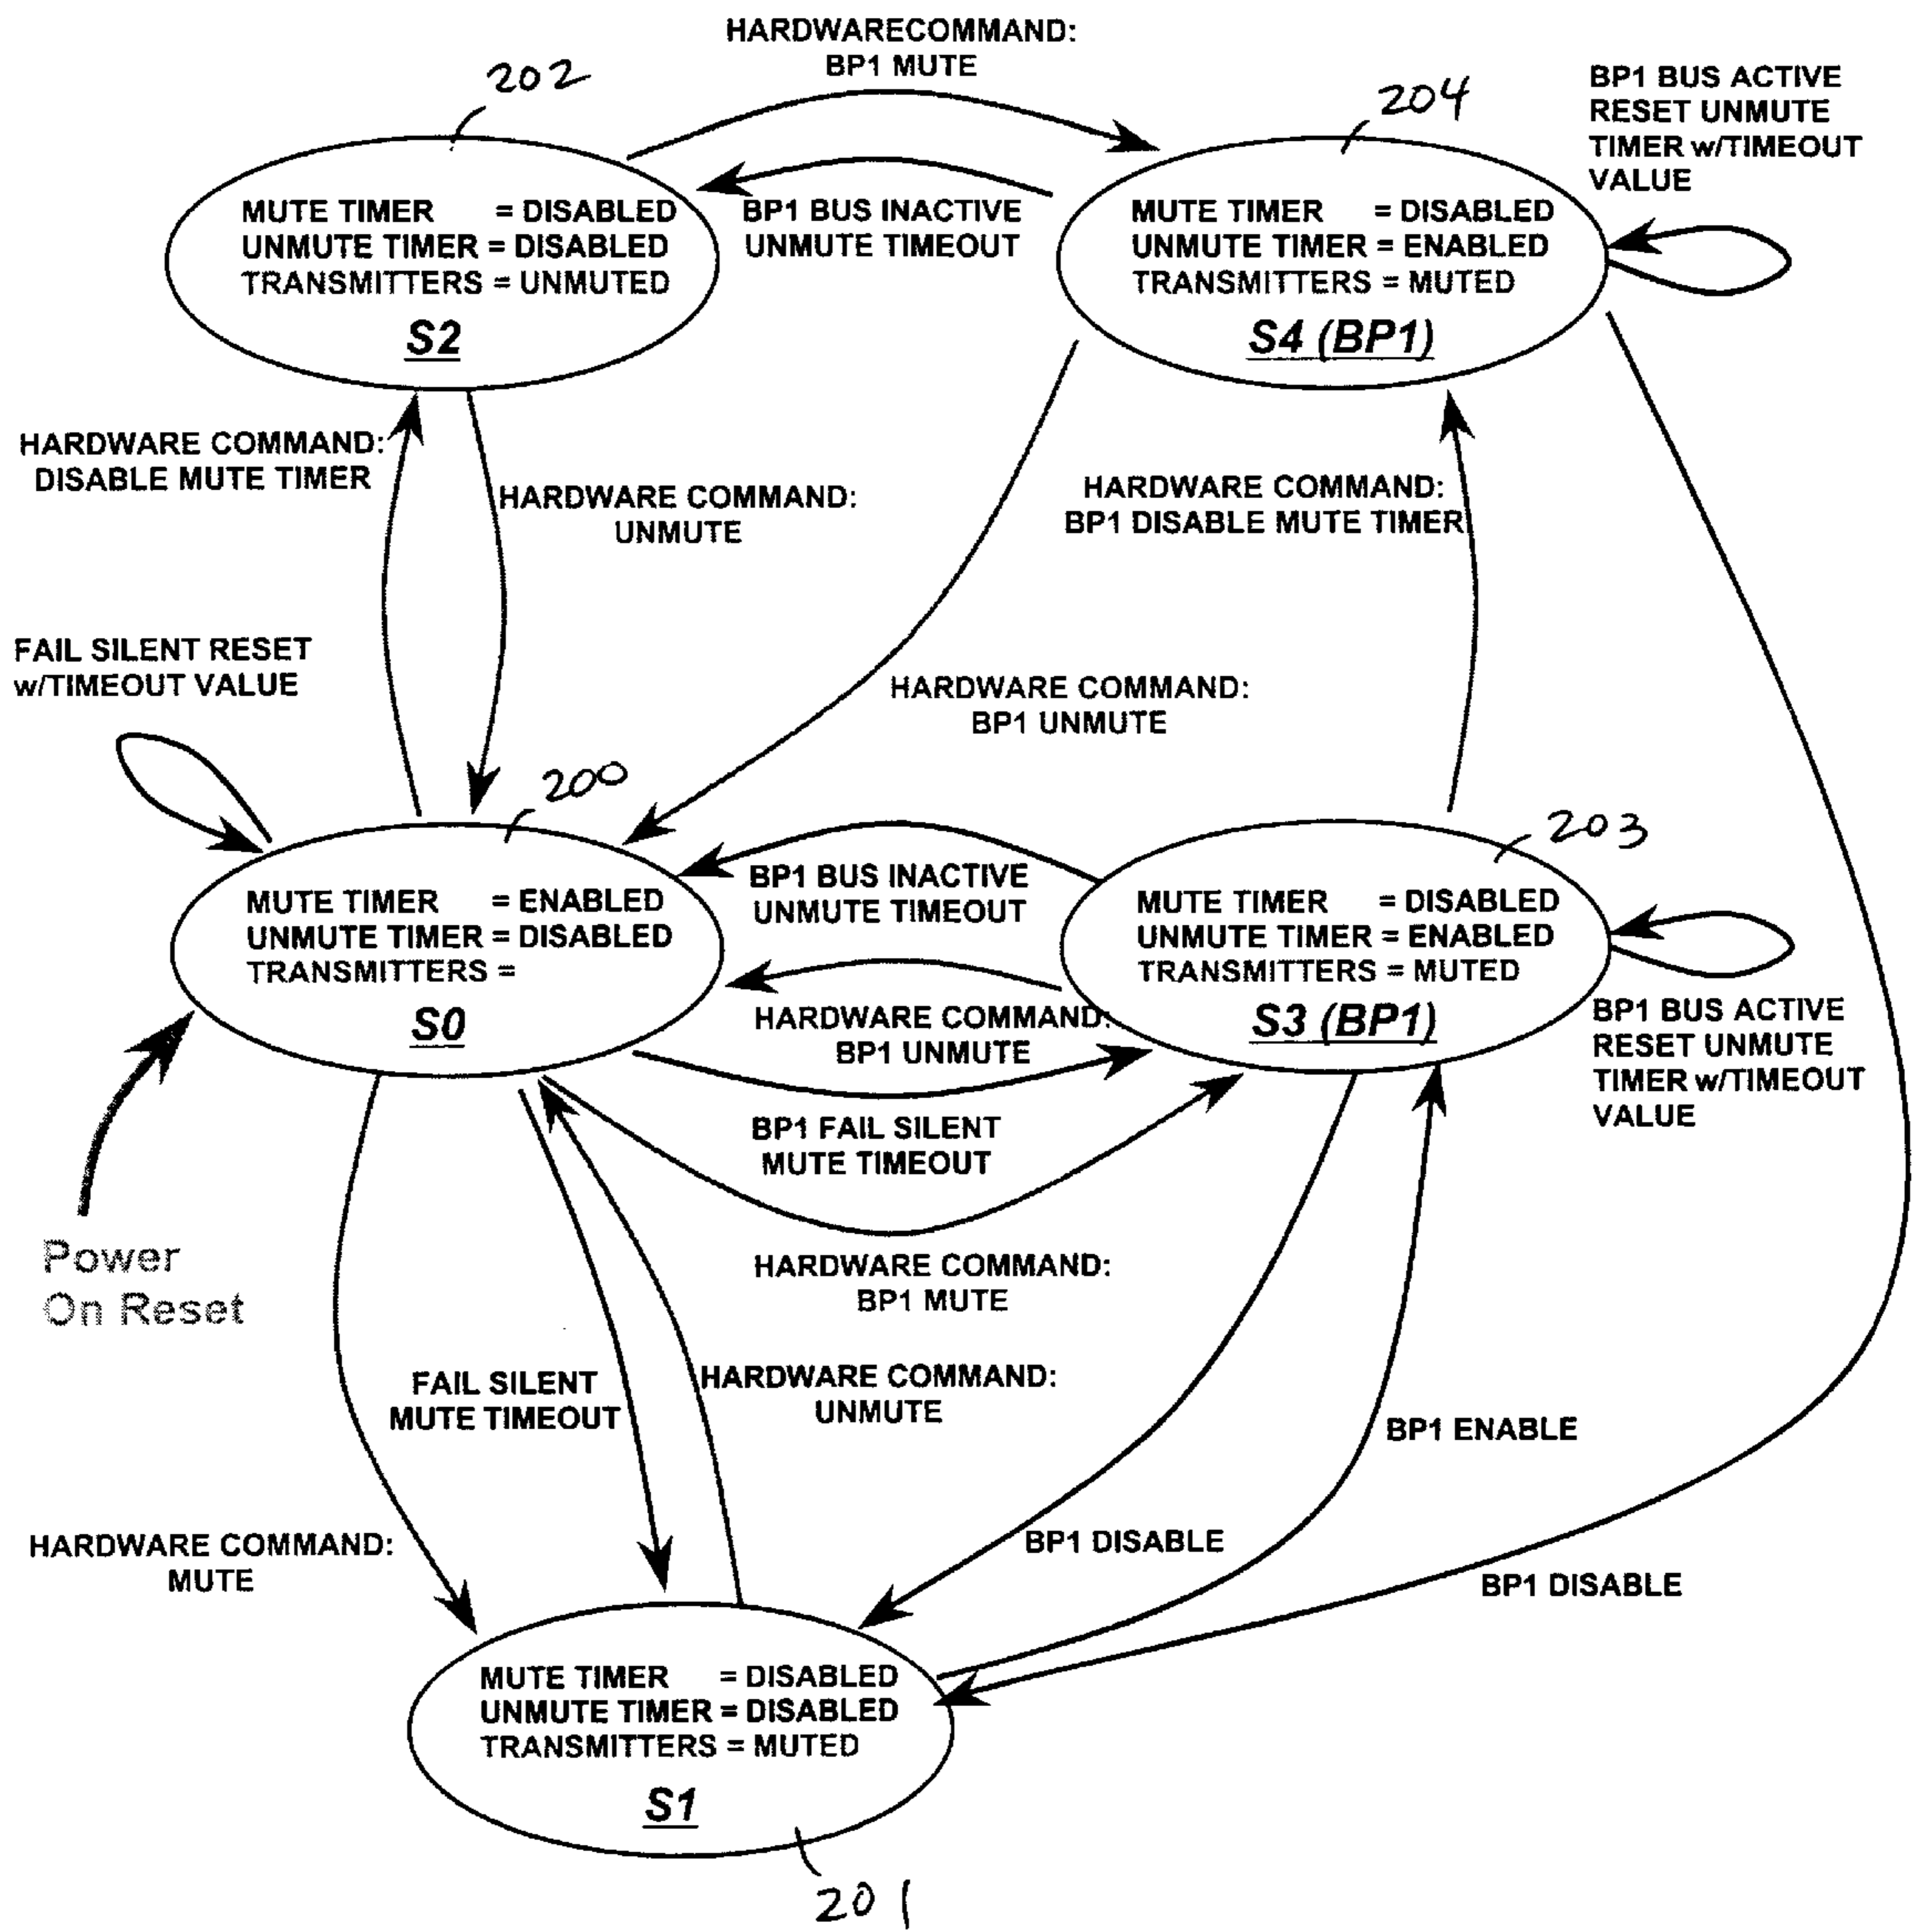 HARDWARECOMMAND:
BP1 MUTE
202
204
BP1 BUS ACTIVE
RESET UNMUTE
TIMER w/TIMEOUT
VALUE
MUTE TIMER = DISABLED
UNMUTE TIMER = DISABLED
TRANSMITTERS = UNMUTED
S2
BP1 BUS INACTIVE
UNMUTE TIMEOUT
MUTE TIMER = DISABLED
UNMUTE TIMER = ENABLED
TRANSMITTERS = MUTED
S4 (BP1)
HARDWARE COMMAND:
DISABLE MUTE TIMER
HARDWARE COMMAND:
UNMUTE
HARDWARE COMMAND:
BP1 DISABLE MUTE TIMER
FAIL SILENT RESET
w/TIMEOUT VALUE
HARDWARE COMMAND:
BP1 UNMUTE
200
203
MUTE TIMER = ENABLED
UNMUTE TIMER = DISABLED
TRANSMITTERS =
S0
BP1 BUS INACTIVE
UNMUTE TIMEOUT
MUTE TIMER = DISABLED
UNMUTE TIMER = ENABLED
TRANSMITTERS = MUTED
S3 (BP1)
HARDWARE COMMAND:
BP1 UNMUTE
BP1 BUS ACTIVE
RESET UNMUTE
TIMER w/TIMEOUT
VALUE
BP1 FAIL SILENT
MUTE TIMEOUT
Power
On Reset
HARDWARE COMMAND:
BP1 MUTE
FAIL SILENT
MUTE TIMEOUT
HARDWARE COMMAND:
UNMUTE
BP1 ENABLE
HARDWARE COMMAND:
MUTE
BP1 DISABLE
BP1 DISABLE
MUTE TIMER = DISABLED
UNMUTE TIMER = DISABLED
TRANSMITTERS = MUTED
S1
201